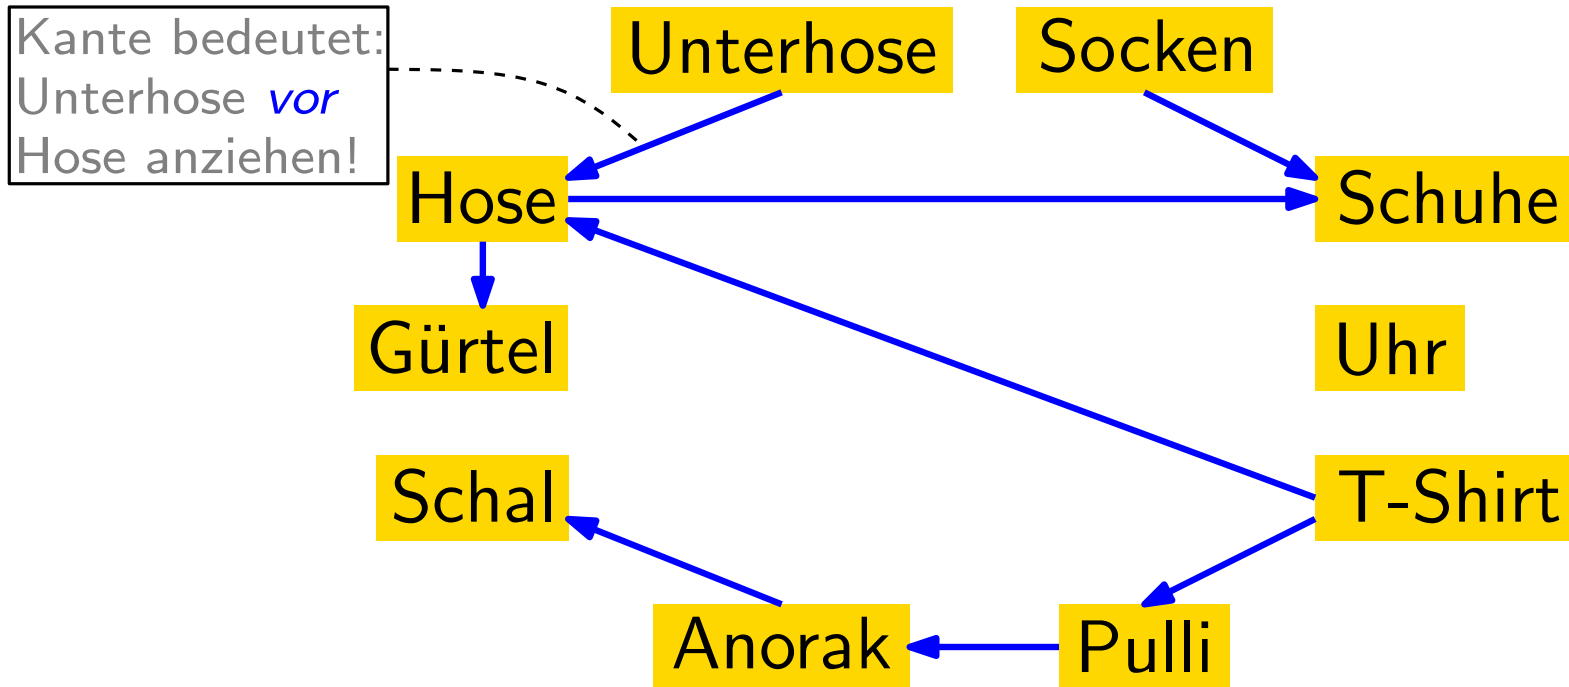 Kante bedeutet:
Unterhose vor
Hose anziehen!
Unterhose
Socken
Hose
Schuhe
Gürtel
Uhr
Schal
T-Shirt
Anorak
Pulli